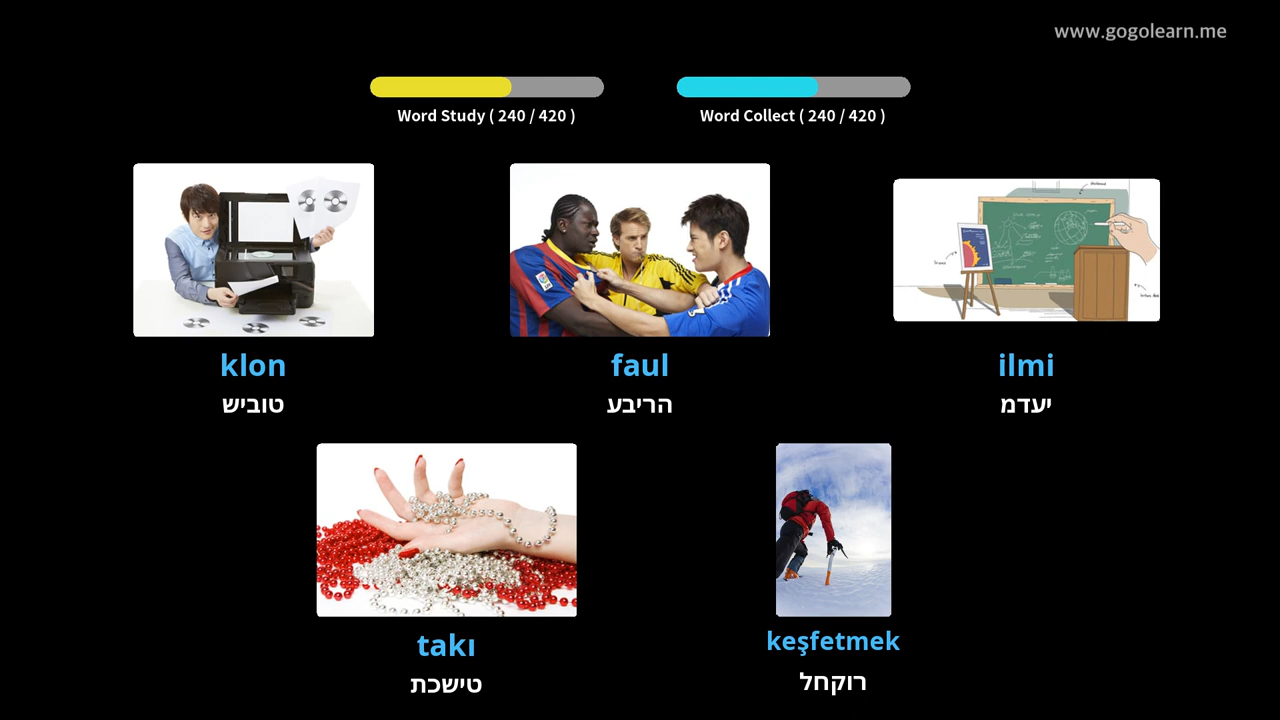 www.gogolearn.me
Word Study ( 240 / 420 )
Word Collect ( 240 / 420 )
klon
טוביש
faul
הריבע
ilmi
יעדמ
takı
טישכת
keşfetmek
רוקחל